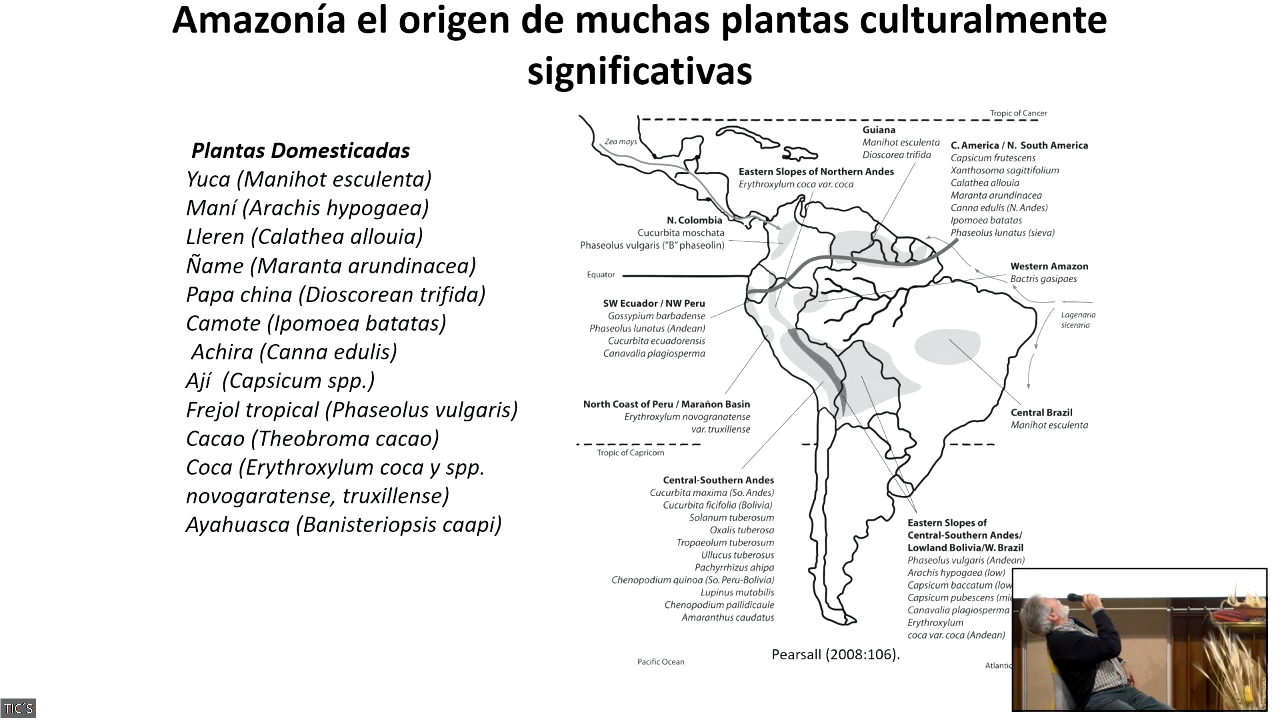 Amazonía el origen de muchas plantas culturalmente
significativas
Plantas Domesticadas
Yuca (Manihot esculenta)
Maní (Arachis hypogaea)
Lleren (Calathea allouia)
Ñame (Maranta arundinacea)
Papa china (Dioscorean trifida)
Camote (Ipomoea batatas)
Achira (Canna edulis)
Ají (Capsicum spp.)
Frejol tropical (Phaseolus vulgaris)
Cacao (Theobroma cacao)
Coca (Erythroxylum coca y spp.
novogaratense, truxillense)
Ayahuasca (Banisteriopsis caapi)
Tropic of Cancer
Zea mays
Guiana
Manihot esculenta
Dioscorea trifida
C. America / N. South America
Capsicum frutescens
Xanthosoma sagittifolium
Calathea allouia
Maranta arundinacea
Canna edulis (N. Andes)
Ipomoea batatas
Phaseolus lunatus (sieva)
Eastern Slopes of Northern Andes
Erythroxylum coca var. coca
N. Colombia
Cucurbita moschata
Phaseolus vulgaris ("B" phaseolin)
Equator
Western Amazon
Bactris gasipaes
Lagenaria
siceraria
SW Ecuador / NW Peru
Gossypium barbadense
Phaseolus lunatus (Andean)
Cucurbita ecuadorensis
Canavalia plagiosperma
North Coast of Peru / Marañon Basin
Erythroxylum novogranatense
var. truxillense
Central Brazil
Manihot esculenta
Tropic of Capricorn
Central-Southern Andes
Cucurbita maxima (So. Andes)
Cucurbita ficifolia (Bolivia)
Solanum tuberosum
Oxalis tuberosa
Tropaeolum tuberosum
Ullucus tuberosus
Pachyrrhizus ahipa
Chenopodium quinoa (So. Peru-Bolivia)
Lupinus mutabilis
Chenopodium pallidicaule
Amaranthus caudatus
Eastern Slopes of
Central-Southern Andes/
Lowland Bolivia/W. Brazil
Phaseolus vulgaris (Andean)
Arachis hypogaea (low)
Capsicum baccatum (low
Capsicum pubescens (mi
Canavalia plagiosperma
Erythroxylum
coca var. coca (Andean)
Pearsall (2008:106).
Pacific Ocean
Atlantic
TIC´S